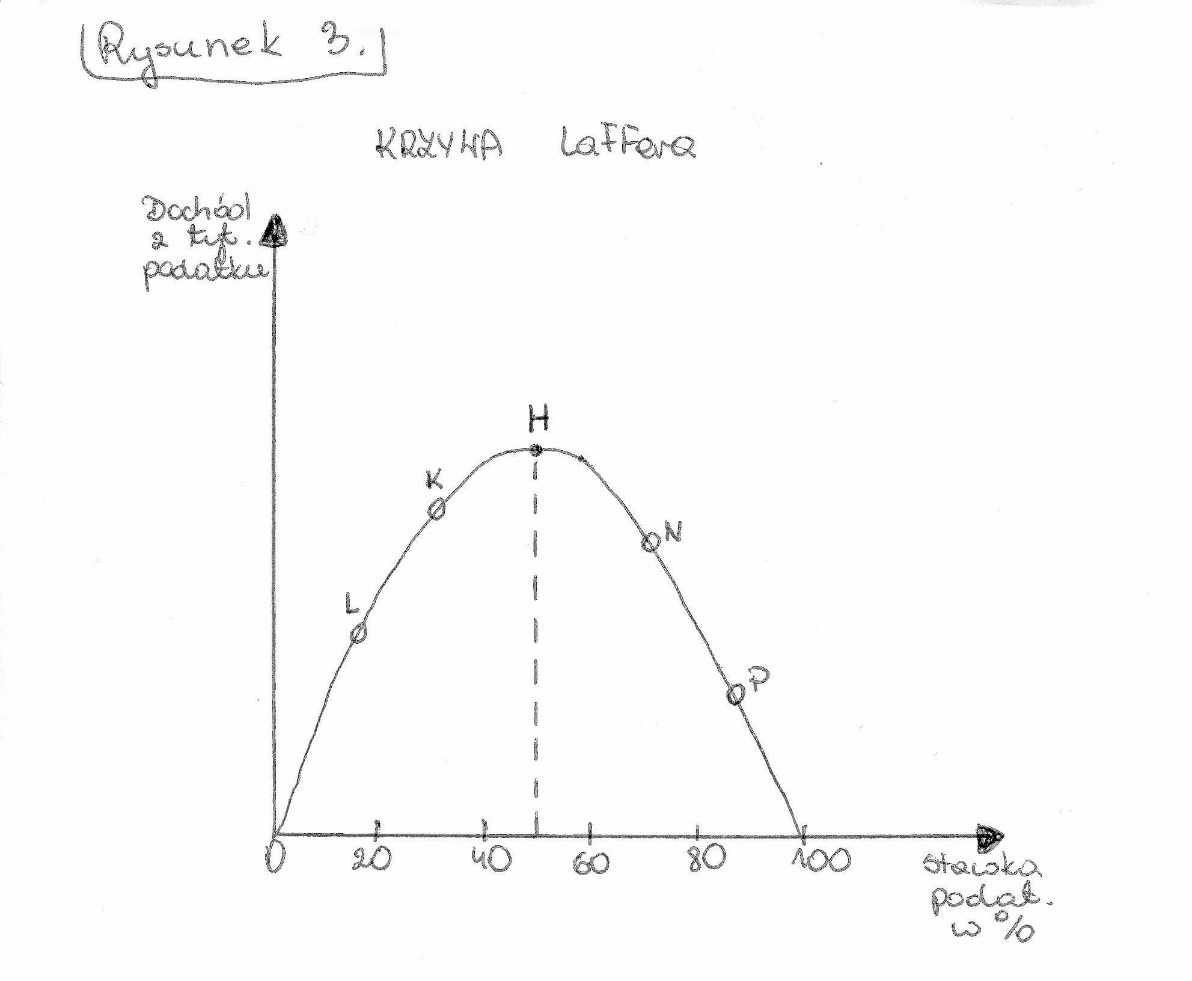 Rysunek 3.
KRZYWA Laffera
Dochód
z tyt.
podatku
H
K
N
L
P
0 20 40 60 80 100
stawka
podat.
w %